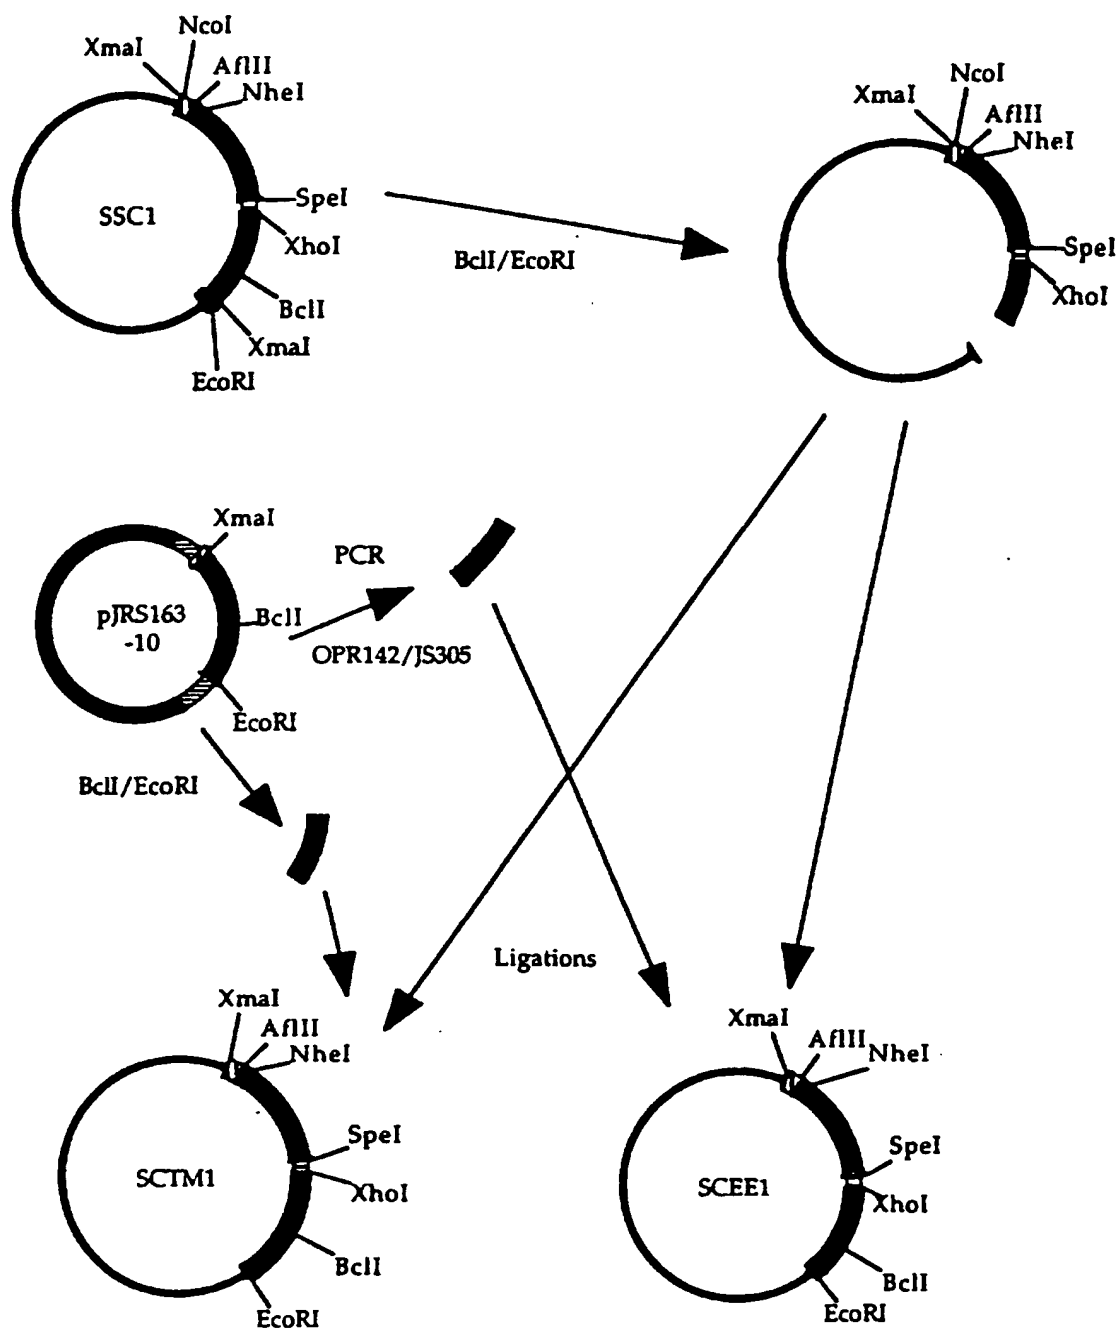 NcoI
XmaI
AflII
NheI
SSC1
SpeI
XhoI
BclI
XmaI
EcoRI
BclI/EcoRI
NcoI
XmaI
AflII
NheI
SpeI
XhoI
XmaI
pJRS163
-10
BclI
EcoRI
PCR
OPR142/JS305
BclI/EcoRI
Ligations
XmaI
AflII
NheI
SCTM1
SpeI
XhoI
BclI
EcoRI
XmaI
AflII
NheI
SCEE1
SpeI
XhoI
BclI
EcoRI